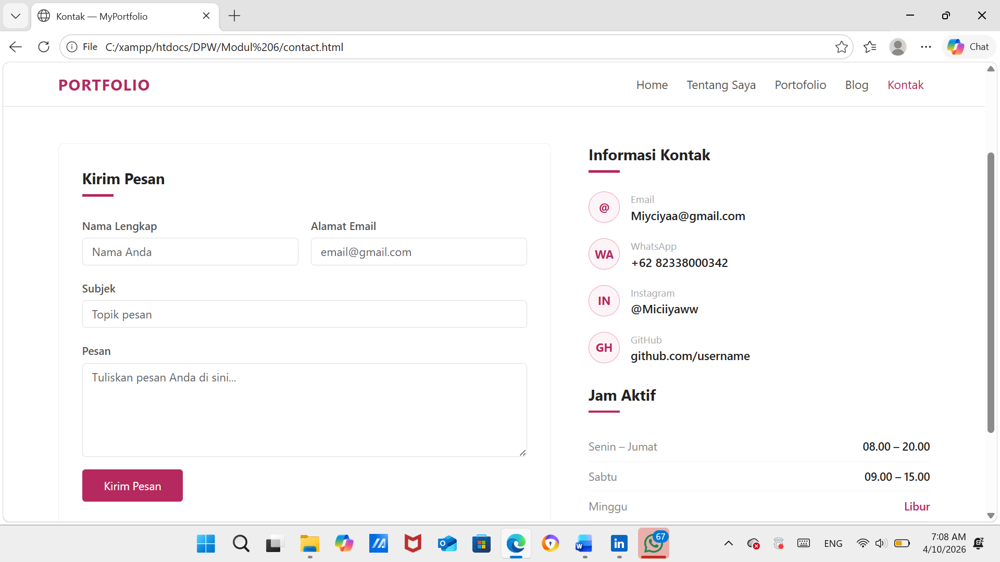 Kontak — MyPortfolio
File C:/xampp/htdocs/DPW/Modul%206/contact.html
Chat
PORTFOLIO
Home Tentang Saya Portofolio Blog Kontak
Kirim Pesan
Nama Lengkap Alamat Email
Nama Anda email@gmail.com
Subjek
Topik pesan
Pesan
Tuliskan pesan Anda di sini...
Kirim Pesan
Informasi Kontak
@ Email
Miyciyaa@gmail.com
WA WhatsApp
+62 82338000342
IN Instagram
@Miciiyaww
GH GitHub
github.com/username
Jam Aktif
Senin – Jumat 08.00 – 20.00
Sabtu 09.00 – 15.00
Minggu Libur
67
ENG
7:08 AM
4/10/2026